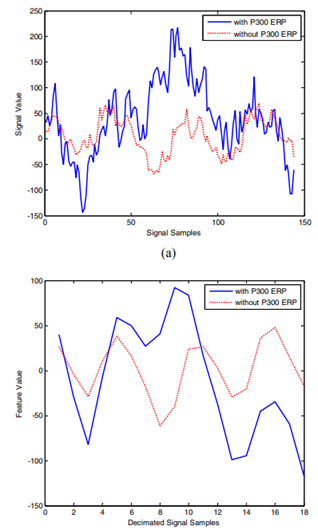 250
200
150
100
50
0
-50
-100
-150
Signal Value
with P300 ERP
without P300 ERP
0 50 100 150
Signal Samples
(a)
100
50
0
-50
-100
-150
Feature Value
with P300 ERP
without P300 ERP
0 2 4 6 8 10 12 14 16 18
Decimated Signal Samples